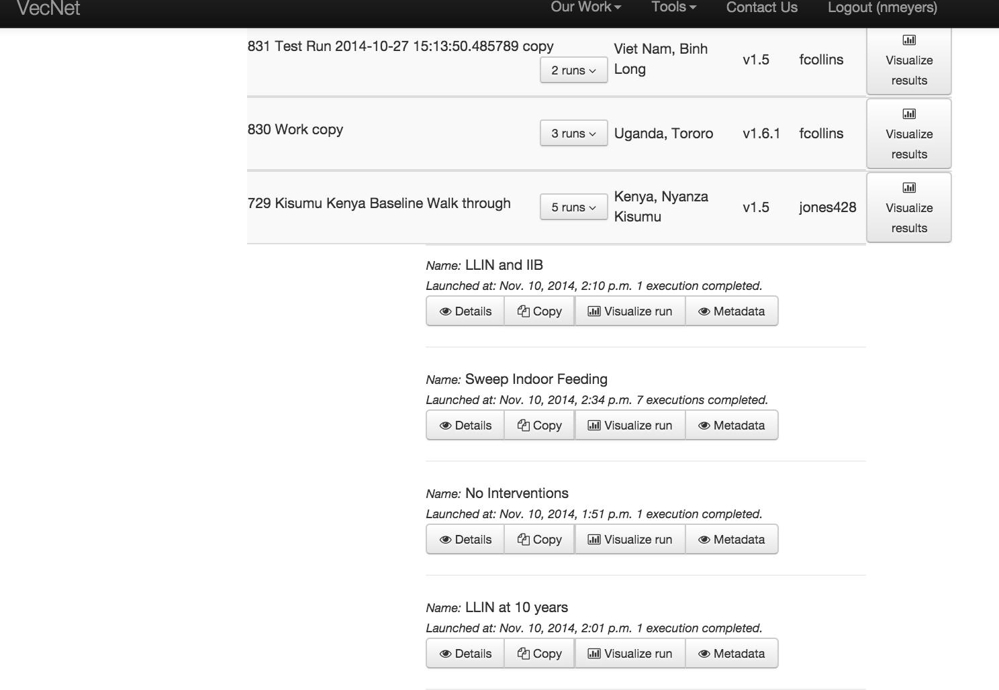 VecNet Our Work Tools Contact Us Logout (nmeyers)
831 Test Run 2014-10-27 15:13:50.485789 copy
2 runs
Viet Nam, Binh
Long
v1.5
fcollins
Visualize
results
830 Work copy
3 runs
Uganda, Tororo
v1.6.1
fcollins
Visualize
results
729 Kisumu Kenya Baseline Walk through
5 runs
Kenya, Nyanza
Kisumu
v1.5
jones428
Visualize
results
Name: LLIN and IIB
Launched at: Nov. 10, 2014, 2:10 p.m. 1 execution completed.
Details Copy Visualize run Metadata
Name: Sweep Indoor Feeding
Launched at: Nov. 10, 2014, 2:34 p.m. 7 executions completed.
Details Copy Visualize run Metadata
Name: No Interventions
Launched at: Nov. 10, 2014, 1:51 p.m. 1 execution completed.
Details Copy Visualize run Metadata
Name: LLIN at 10 years
Launched at: Nov. 10, 2014, 2:01 p.m. 1 execution completed.
Details Copy Visualize run Metadata